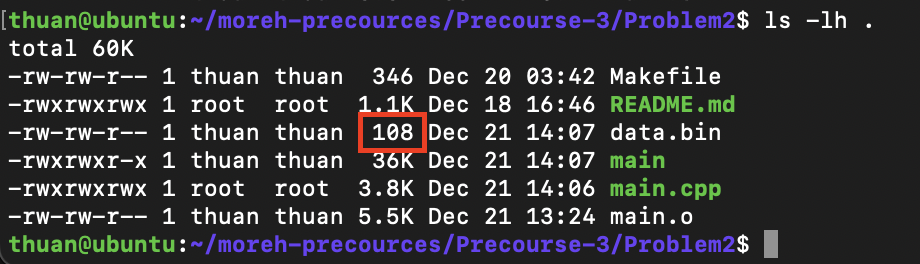 [thuan@ubuntu:~/moreh-precources/Precourse-3/Problem2$ ls -lh .
total 60K
-rw-rw-r-- 1 thuan thuan  346 Dec 20 03:42 Makefile
-rwxrwxrwx 1 root  root  1.1K Dec 18 16:46 README.md
-rw-rw-r-- 1 thuan thuan  108 Dec 21 14:07 data.bin
-rwxrwxr-x 1 thuan thuan  36K Dec 21 14:07 main
-rwxrwxrwx 1 root  root  3.8K Dec 21 14:06 main.cpp
-rw-rw-r-- 1 thuan thuan 5.5K Dec 21 13:24 main.o
thuan@ubuntu:~/moreh-precources/Precourse-3/Problem2$